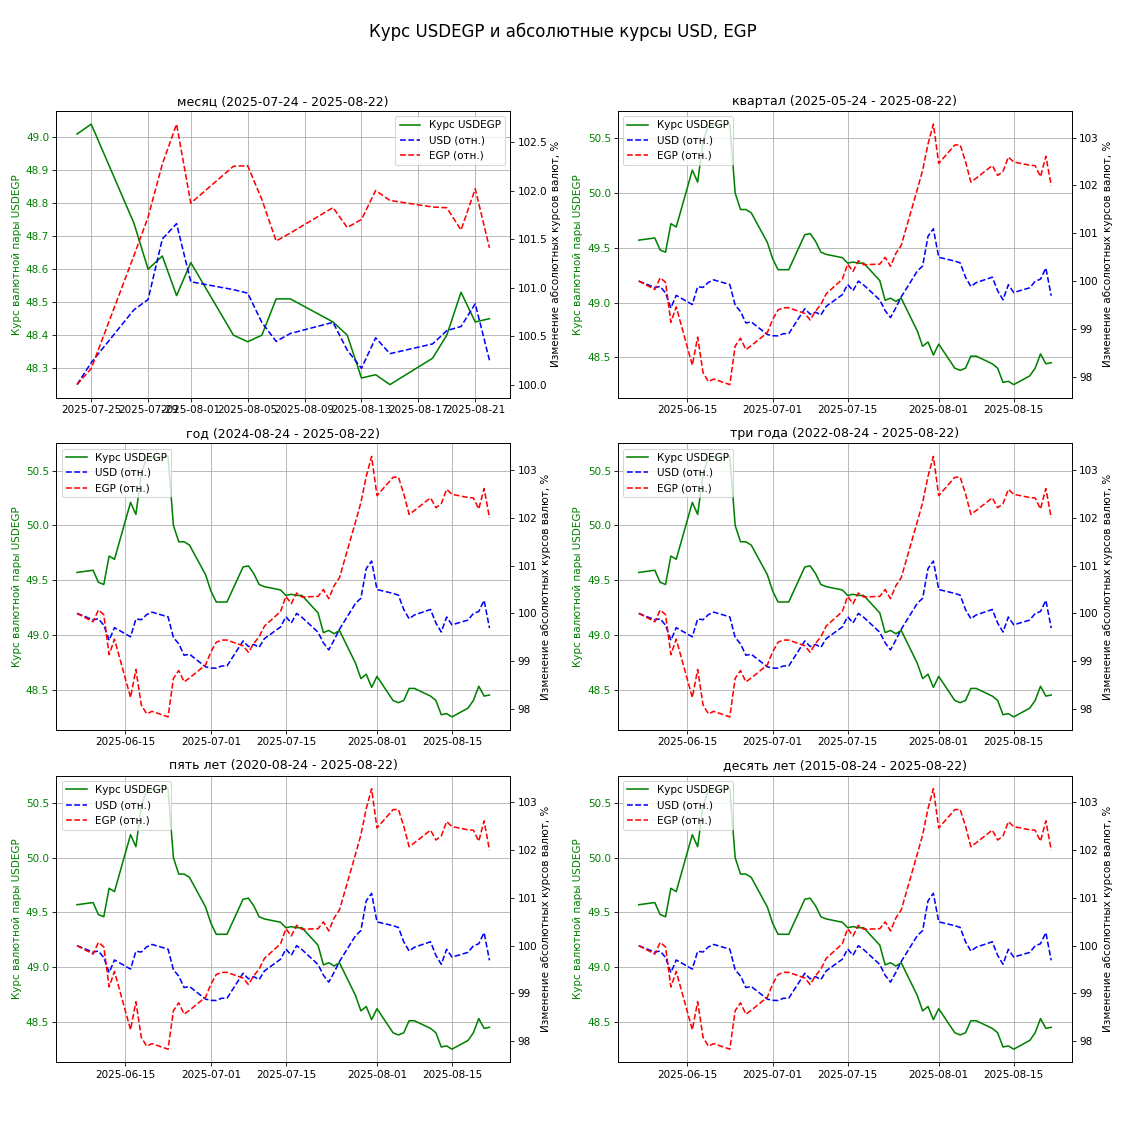 Курс USDEGP и абсолютные курсы USD, EGP
месяц (2025-07-24 - 2025-08-22)
Курс валютной пары USDEGP
49.0
48.9
48.8
48.7
48.6
48.5
48.4
48.3
Курс USDEGP
USD (отн.)
EGP (отн.)
102.5
102.0
101.5
101.0
100.5
100.0
Изменение абсолютных курсов валют, %
2025-07-25
2025-07-29
2025-08-01
2025-08-05
2025-08-09
2025-08-13
2025-08-17
2025-08-21
квартал (2025-05-24 - 2025-08-22)
Курс валютной пары USDEGP
50.5
50.0
49.5
49.0
48.5
Курс USDEGP
USD (отн.)
EGP (отн.)
103
102
101
100
99
98
Изменение абсолютных курсов валют, %
2025-06-15
2025-07-01
2025-07-15
2025-08-01
2025-08-15
год (2024-08-24 - 2025-08-22)
Курс валютной пары USDEGP
50.5
50.0
49.5
49.0
48.5
Курс USDEGP
USD (отн.)
EGP (отн.)
103
102
101
100
99
98
Изменение абсолютных курсов валют, %
2025-06-15
2025-07-01
2025-07-15
2025-08-01
2025-08-15
три года (2022-08-24 - 2025-08-22)
Курс валютной пары USDEGP
50.5
50.0
49.5
49.0
48.5
Курс USDEGP
USD (отн.)
EGP (отн.)
103
102
101
100
99
98
Изменение абсолютных курсов валют, %
2025-06-15
2025-07-01
2025-07-15
2025-08-01
2025-08-15
пять лет (2020-08-24 - 2025-08-22)
Курс валютной пары USDEGP
50.5
50.0
49.5
49.0
48.5
Курс USDEGP
USD (отн.)
EGP (отн.)
103
102
101
100
99
98
Изменение абсолютных курсов валют, %
2025-06-15
2025-07-01
2025-07-15
2025-08-01
2025-08-15
десять лет (2015-08-24 - 2025-08-22)
Курс валютной пары USDEGP
50.5
50.0
49.5
49.0
48.5
Курс USDEGP
USD (отн.)
EGP (отн.)
103
102
101
100
99
98
Изменение абсолютных курсов валют, %
2025-06-15
2025-07-01
2025-07-15
2025-08-01
2025-08-15